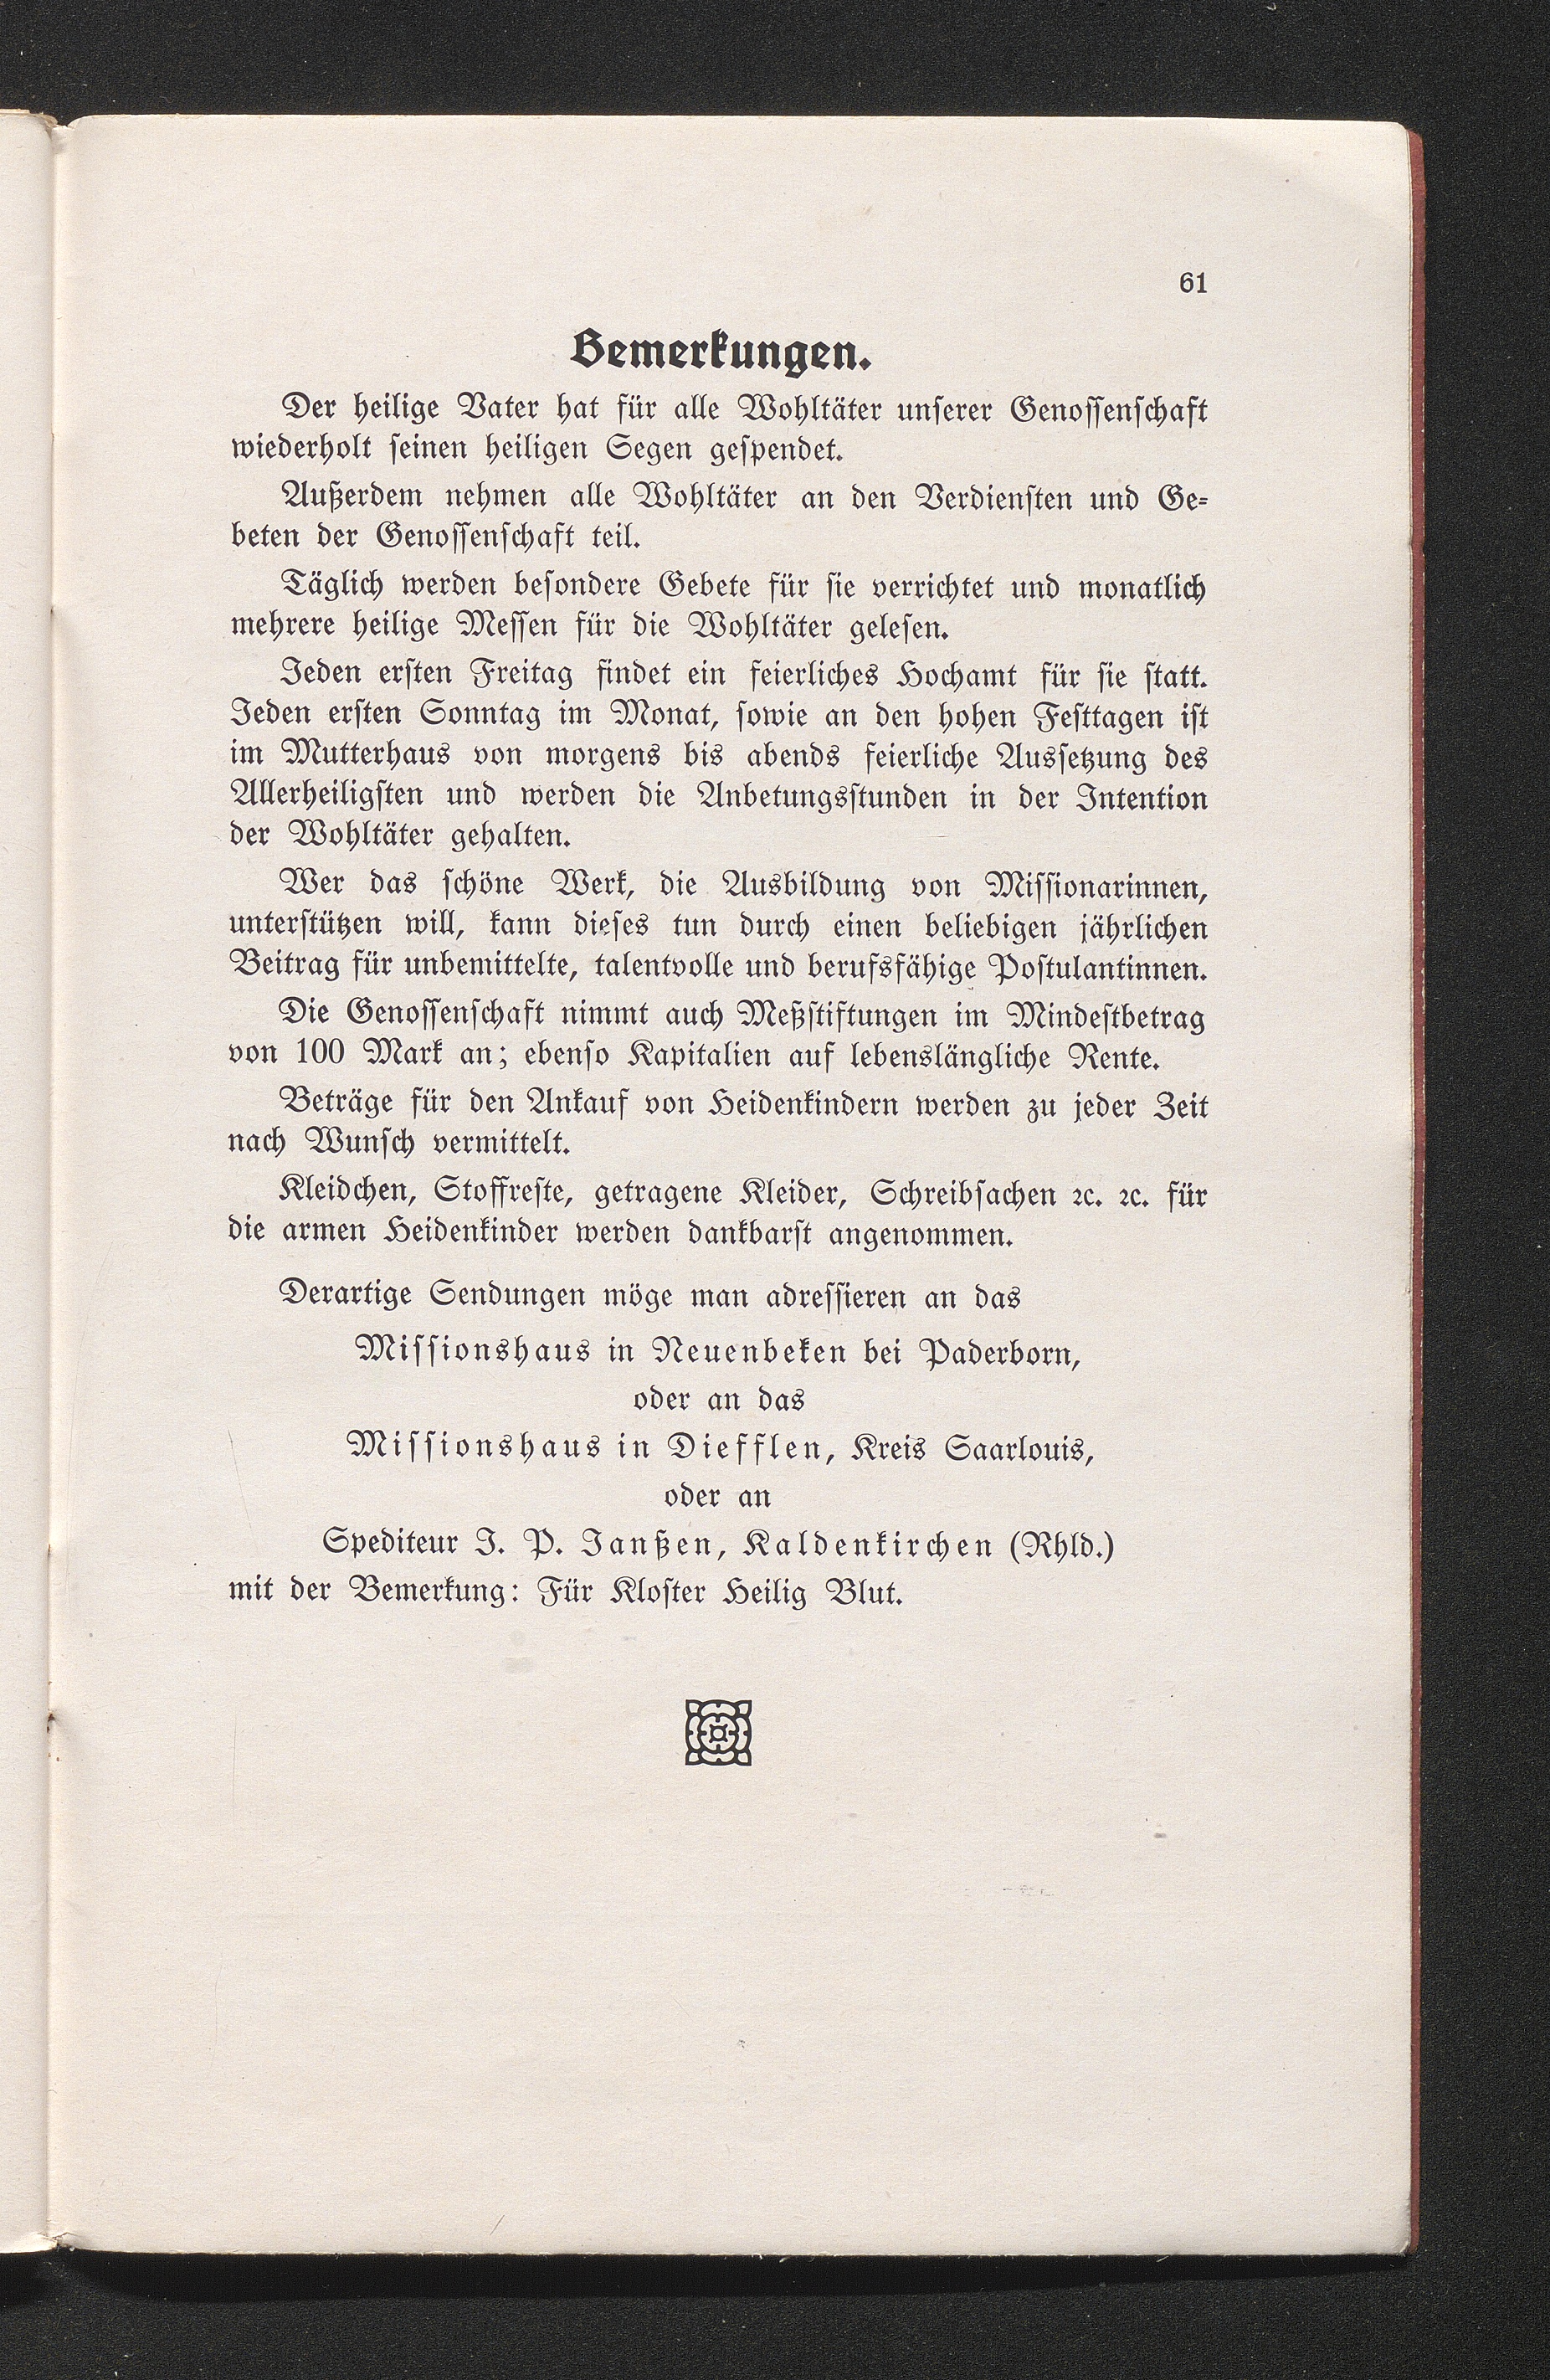 61
Bemerkungen.
Der heilige Vater hat für alle Wohltäter unserer Genossenschaft
wiederholt seinen heiligen Segen gespendet.
Außerdem nehmen alle Wohltäter an den Verdiensten und Ge-
beten der Genossenschaft teil.
Täglich werden besondere Gebete für sie verrichtet und monatlich
mehrere heilige Messen für die Wohltäter gelesen.
Jeden ersten Freitag findet ein feierliches Hochamt für sie statt.
Jeden ersten Sonntag im Monat, sowie an den hohen Festtagen ist
im Mutterhaus von morgens bis abends feierliche Aussetzung des
Allerheiligsten und werden die Anbetungsstunden in der Intention
der Wohltäter gehalten.
Wer das schöne Werk, die Ausbildung von Missionarinnen,
unterstützen will, kann dieses tun durch einen beliebigen jährlichen
Beitrag für unbemittelte, talentvolle und berufsfähige Postulantinnen.
Die Genossenschaft nimmt auch Meßstiftungen im Mindestbetrag
von 100 Mark an; ebenso Kapitalien auf lebenslängliche Rente.
Beträge für den Ankauf von Heidenkindern werden zu jeder Zeit
nach Wunsch vermittelt.
Kleidchen, Stoffreste, getragene Kleider, Schreibsachen ꝛc. ꝛc. für
die armen Heidenkinder werden dankbarst angenommen.
Derartige Sendungen möge man adressieren an das
Missionshaus in Neuenbeken bei Paderborn,
oder an das
Missionshaus in Diefflen, Kreis Saarlouis,
oder an
Spediteur J. P. Janßen, Kaldenkirchen (Rhld.)
mit der Bemerkung: Für Kloster Heilig Blut.